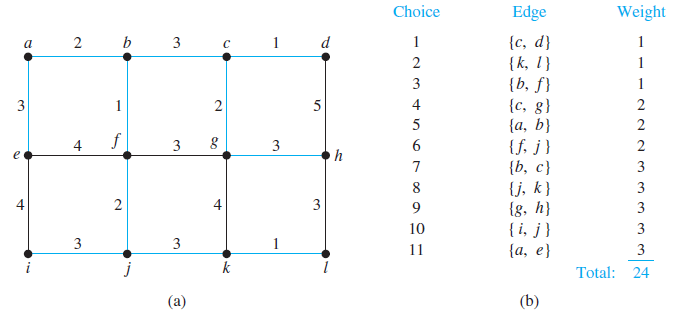 Choice Edge Weight
1 {c, d} 1
2 {k, l} 1
3 {b, f} 1
4 {c, g} 2
5 {a, b} 2
6 {f, j} 2
7 {b, c} 3
8 {j, k} 3
9 {g, h} 3
10 {i, j} 3
11 {a, e} 3
Total: 24
a 2 b 3 c 1 d
3 1 2 5
e 4 f 3 g 3 h
4 2 4 3
3 3 1
i j k l
(a) (b)